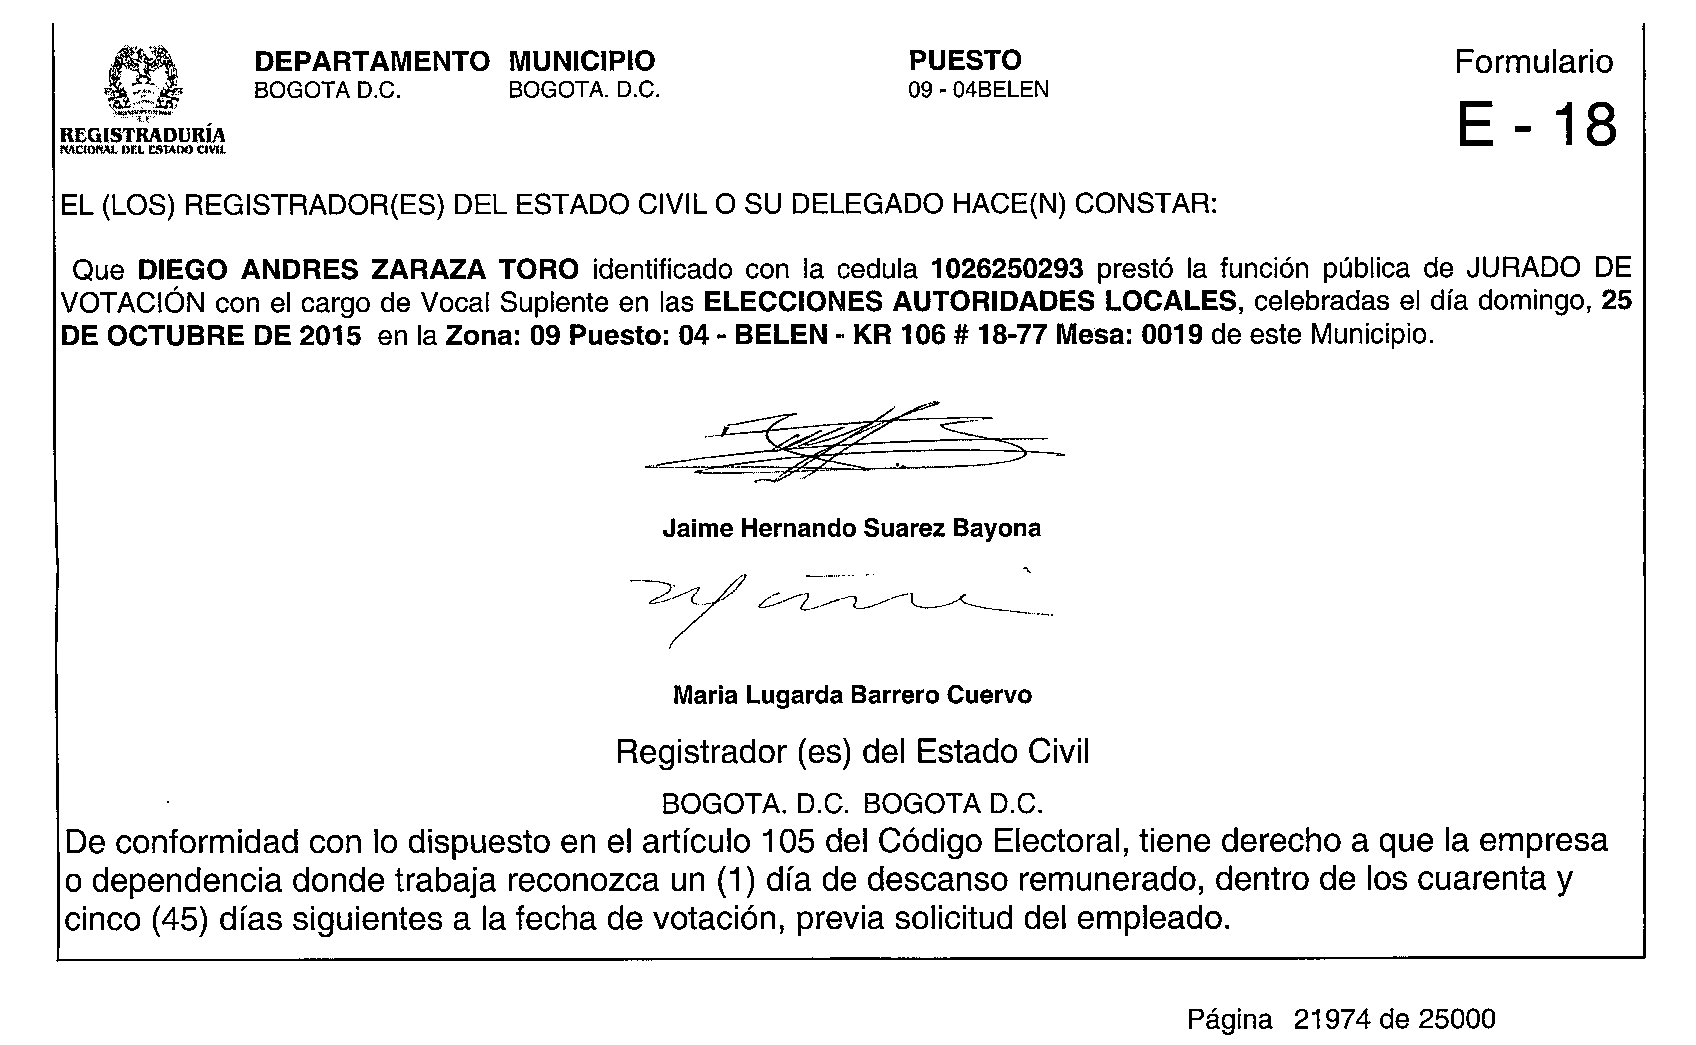 DEPARTAMENTO MUNICIPIO PUESTO Formulario
BOGOTA D.C. BOGOTA. D.C. 09 - 04BELEN
E - 18
REGISTRADURÍA
NACIONAL DEL ESTADO CIVIL
EL (LOS) REGISTRADOR(ES) DEL ESTADO CIVIL O SU DELEGADO HACE(N) CONSTAR:
Que DIEGO ANDRES ZARAZA TORO identificado con la cedula 1026250293 prestó la función pública de JURADO DE
VOTACIÓN con el cargo de Vocal Suplente en las ELECCIONES AUTORIDADES LOCALES, celebradas el día domingo, 25
DE OCTUBRE DE 2015 en la Zona: 09 Puesto: 04 - BELEN - KR 106 # 18-77 Mesa: 0019 de este Municipio.
Jaime Hernando Suarez Bayona
Maria Lugarda Barrero Cuervo
Registrador (es) del Estado Civil
BOGOTA. D.C. BOGOTA D.C.
De conformidad con lo dispuesto en el artículo 105 del Código Electoral, tiene derecho a que la empresa
o dependencia donde trabaja reconozca un (1) día de descanso remunerado, dentro de los cuarenta y
cinco (45) días siguientes a la fecha de votación, previa solicitud del empleado.
Página 21974 de 25000